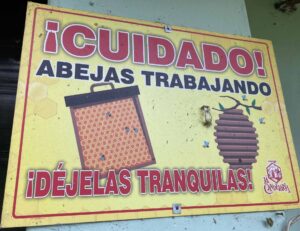 ¡CUIDADO!
ABEJAS TRABAJANDO
¡DÉJELAS TRANQUILAS!